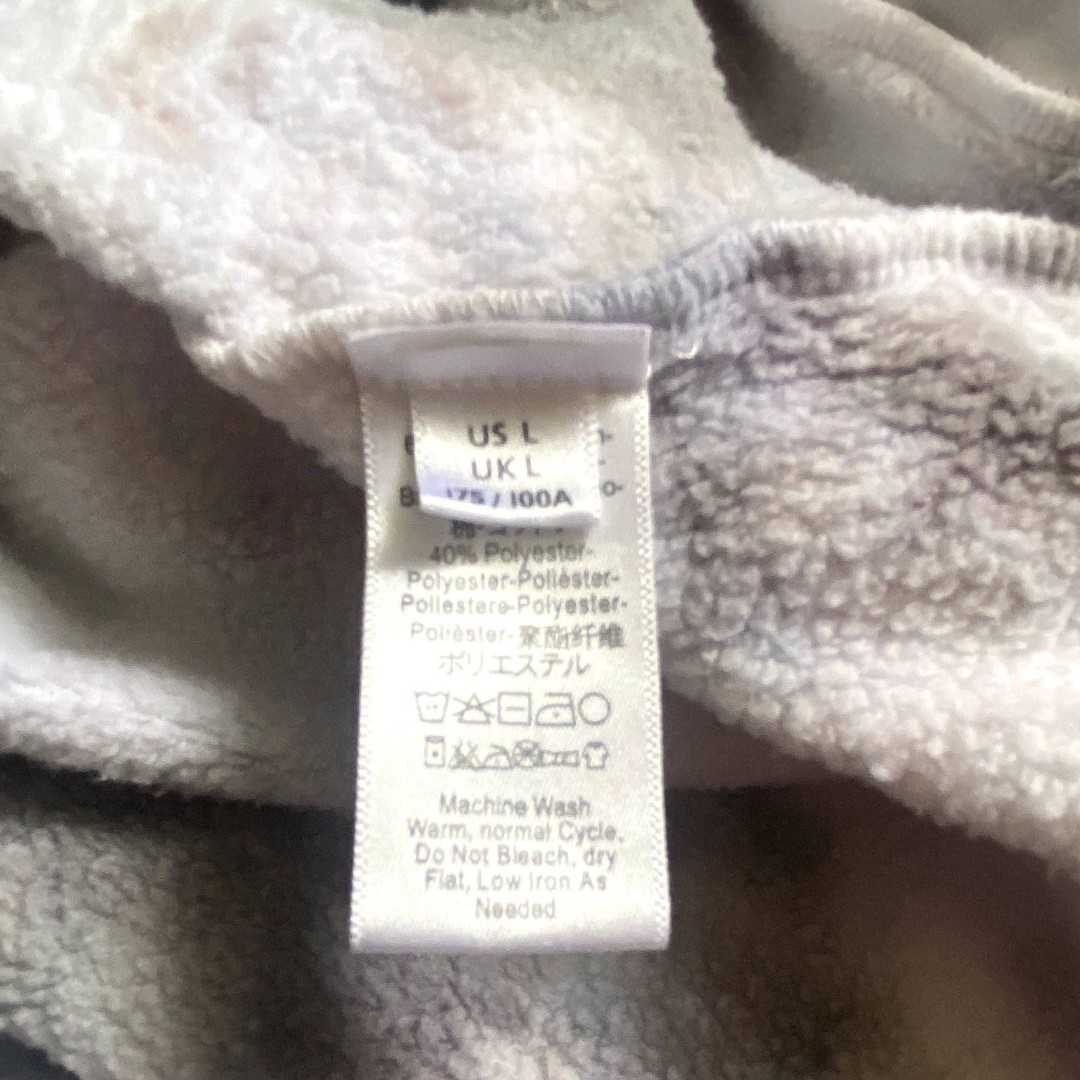 US L
UK L
175 / 100A
40% Polyester-
Polyester-Poliéster-
Poliestere-Polyester-
Poliéster-聚酯纤维
ポリエステル
Machine Wash
Warm, normal Cycle,
Do Not Bleach, dry
Flat, Low Iron As
Needed